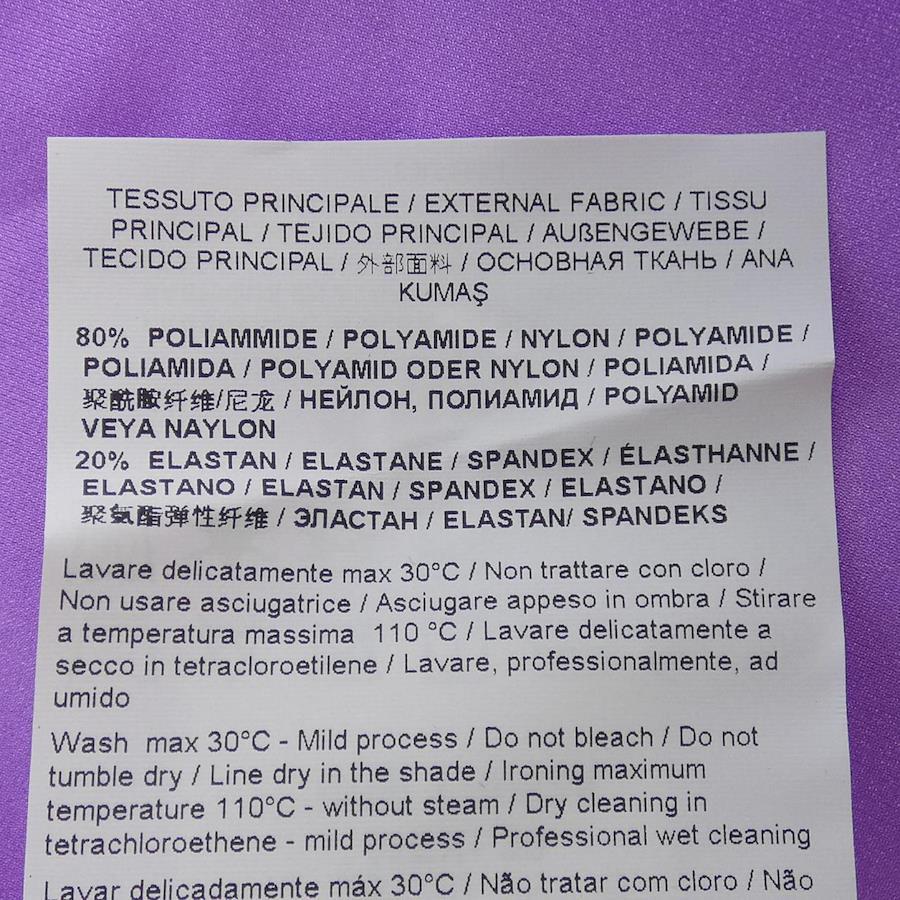 TESSUTO PRINCIPALE / EXTERNAL FABRIC / TISSU
PRINCIPAL / TEJIDO PRINCIPAL / AUßENGEWEBE /
TECIDO PRINCIPAL / 外部面料 / ОСНОВНАЯ ТКАНЬ / ANA
KUMAŞ
80% POLIAMMIDE / POLYAMIDE / NYLON / POLYAMIDE /
POLIAMIDA / POLYAMID ODER NYLON / POLIAMIDA /
聚酰胺纤维/尼龙 / НЕЙЛОН, ПОЛИАМИД / POLYAMID
VEYA NAYLON
20% ELASTAN / ELASTANE / SPANDEX / ÉLASTHANNE /
ELASTANO / ELASTAN / SPANDEX / ELASTANO /
聚氨酯弹性纤维 / ЭЛАСТАН / ELASTAN/ SPANDEKS
Lavare delicatamente max 30°C / Non trattare con cloro /
Non usare asciugatrice / Asciugare appeso in ombra / Stirare
a temperatura massima 110 °C / Lavare delicatamente a
secco in tetracloroetilene / Lavare, professionalmente, ad
umido
Wash max 30°C - Mild process / Do not bleach / Do not
tumble dry / Line dry in the shade / Ironing maximum
temperature 110°C - without steam / Dry cleaning in
tetrachloroethene - mild process / Professional wet cleaning
Lavar delicadamente máx 30°C / Não tratar com cloro / Não